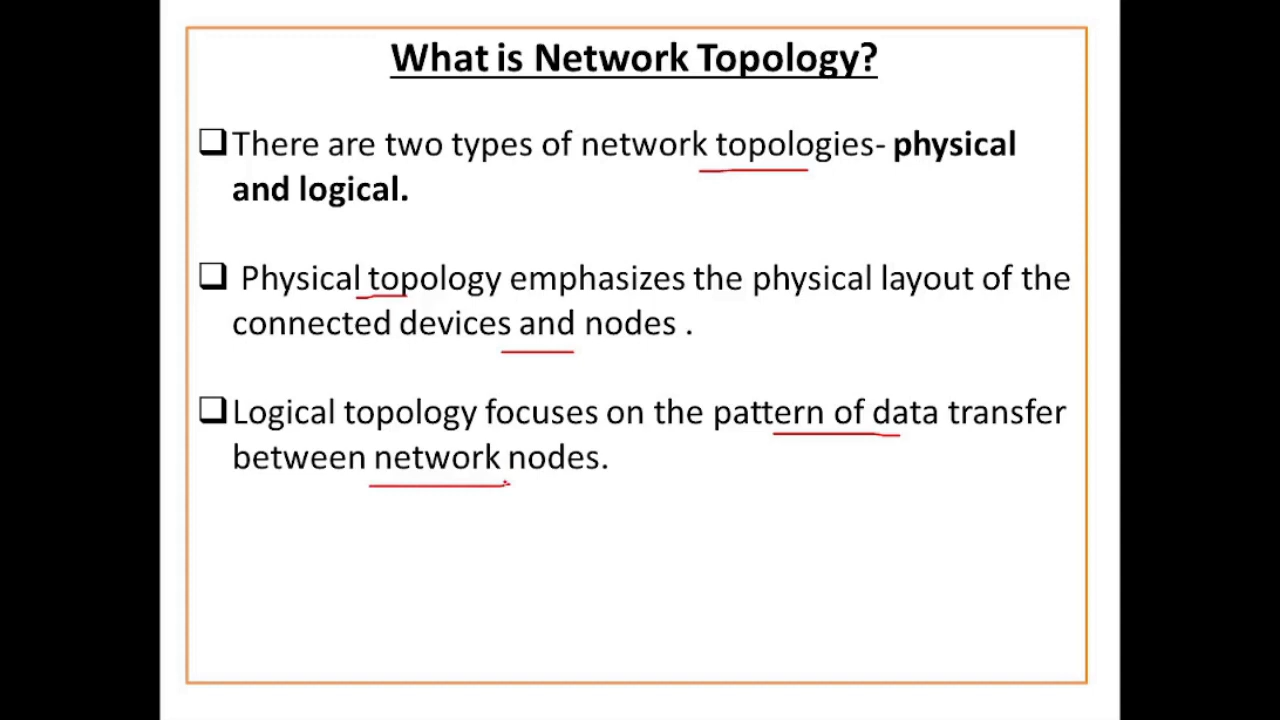 What is Network Topology?
There are two types of network topologies- physical
and logical.
Physical topology emphasizes the physical layout of the
connected devices and nodes .
Logical topology focuses on the pattern of data transfer
between network nodes.